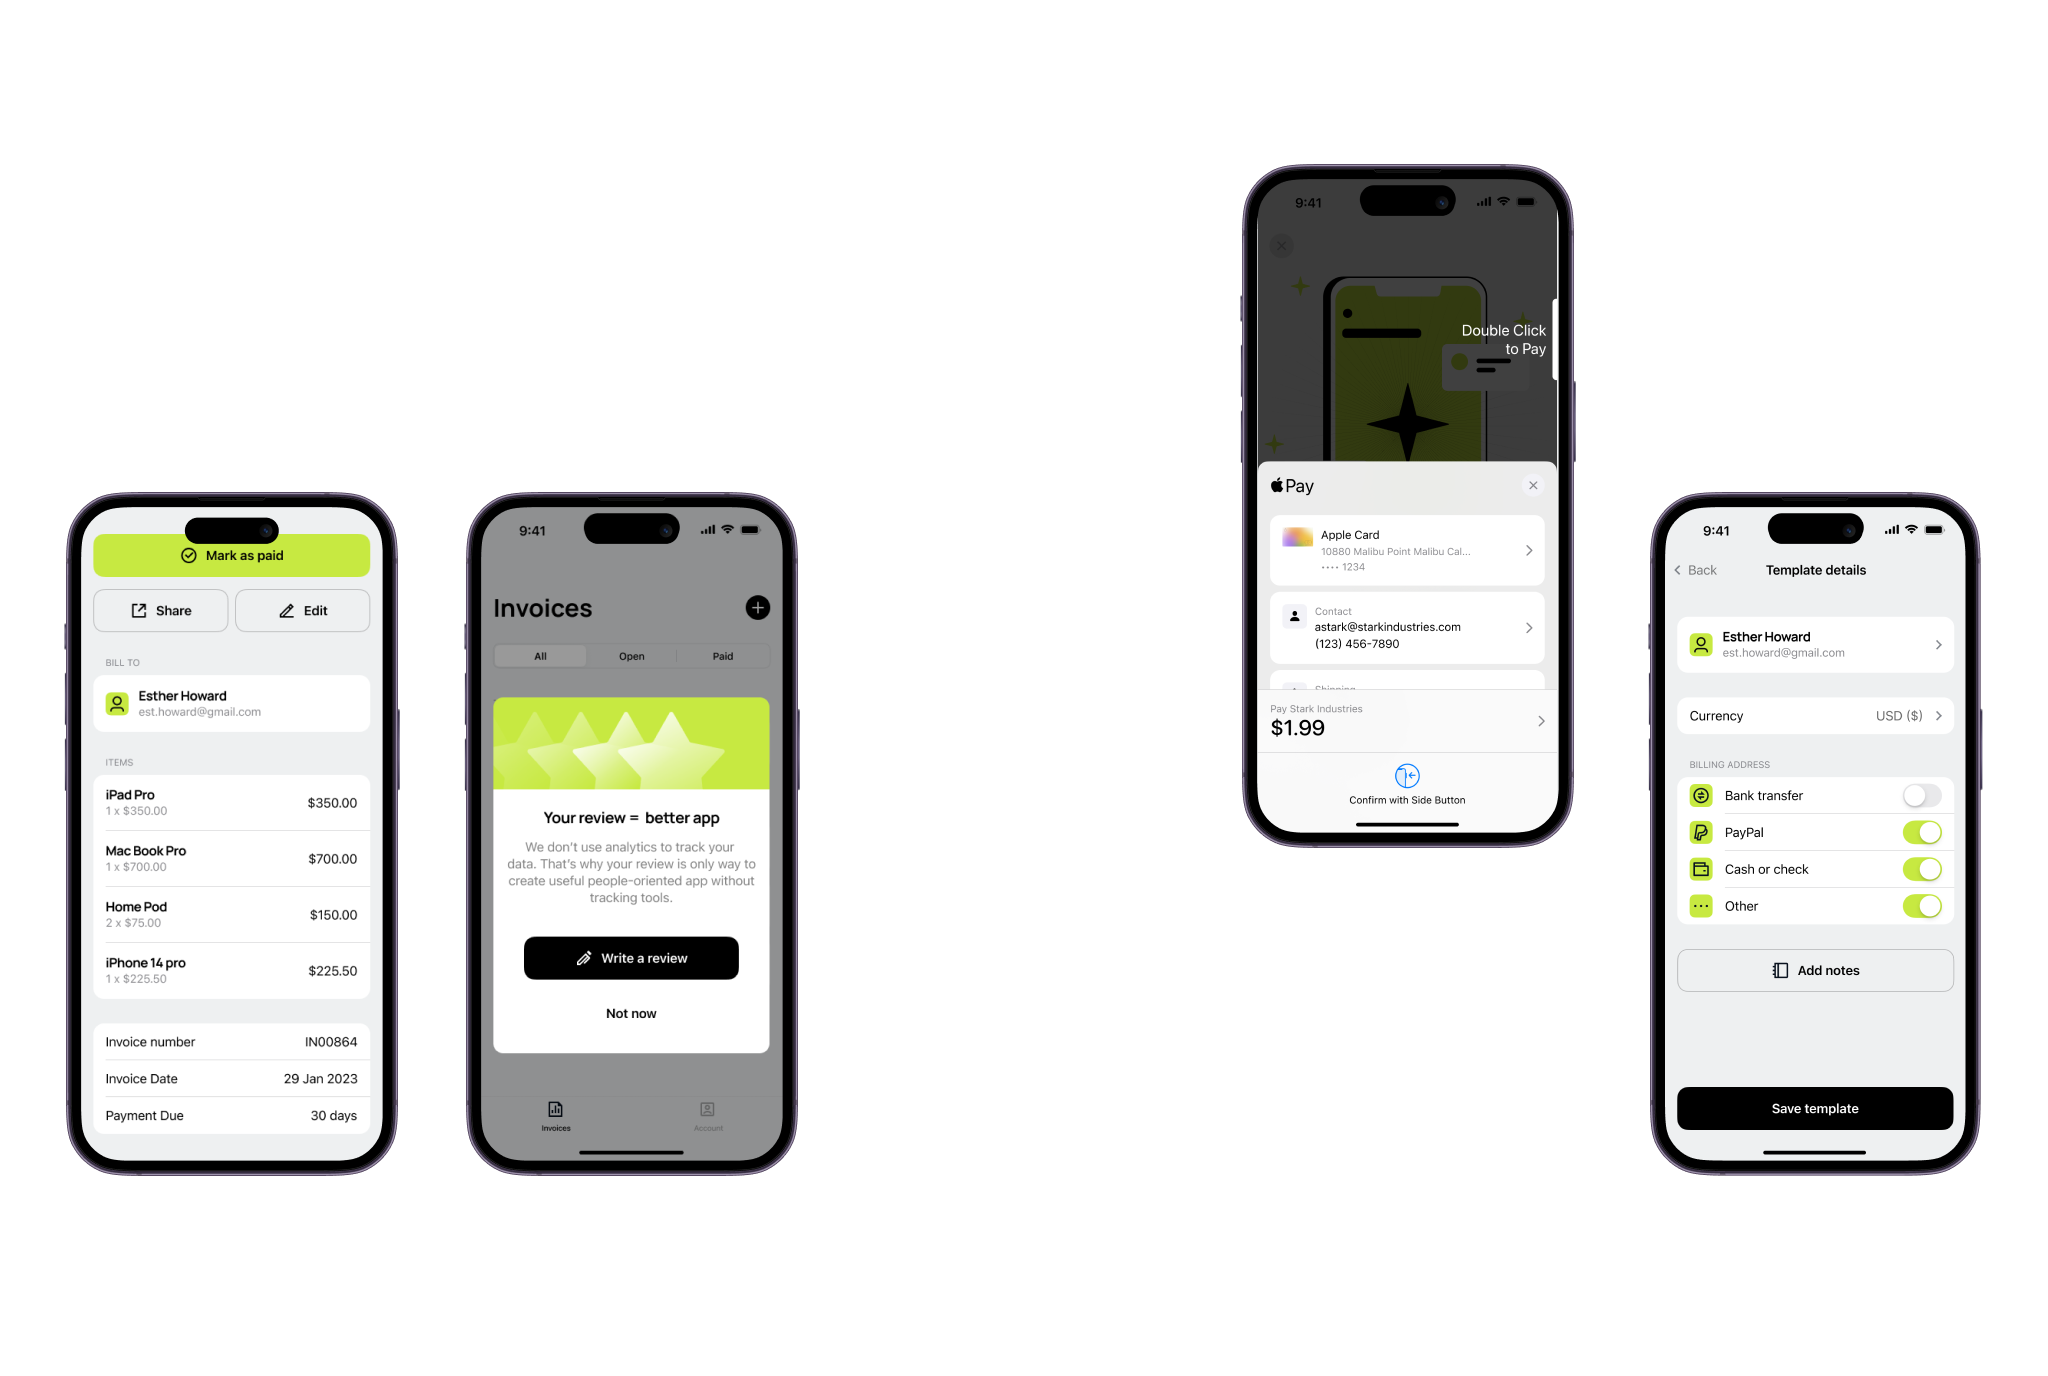 Mark as paid
Share
Edit
BILL TO
Esther Howard
est.howard@gmail.com
ITEMS
iPad Pro
1 x $350.00
$350.00
Mac Book Pro
1 x $700.00
$700.00
Home Pod
2 x $75.00
$150.00
iPhone 14 pro
1 x $225.50
$225.50
Invoice number
IN00864
Invoice Date
29 Jan 2023
Payment Due
30 days
9:41
Invoices
All
Open
Paid
Your review = better app
We don't use analytics to track your
data. That's why your review is only way to
create useful people-oriented app without
tracking tools.
Write a review
Not now
Invoices
Account
9:41
Double Click
to Pay
Pay
Apple Card
10880 Malibu Point Malibu Cal...
•••• 1234
Contact
astark@starkindustries.com
(123) 456-7890
Shipping
Pay Stark Industries
$1.99
Confirm with Side Button
9:41
Back
Template details
Esther Howard
est.howard@gmail.com
Currency
USD ($)
BILLING ADDRESS
Bank transfer
PayPal
Cash or check
Other
Add notes
Save template